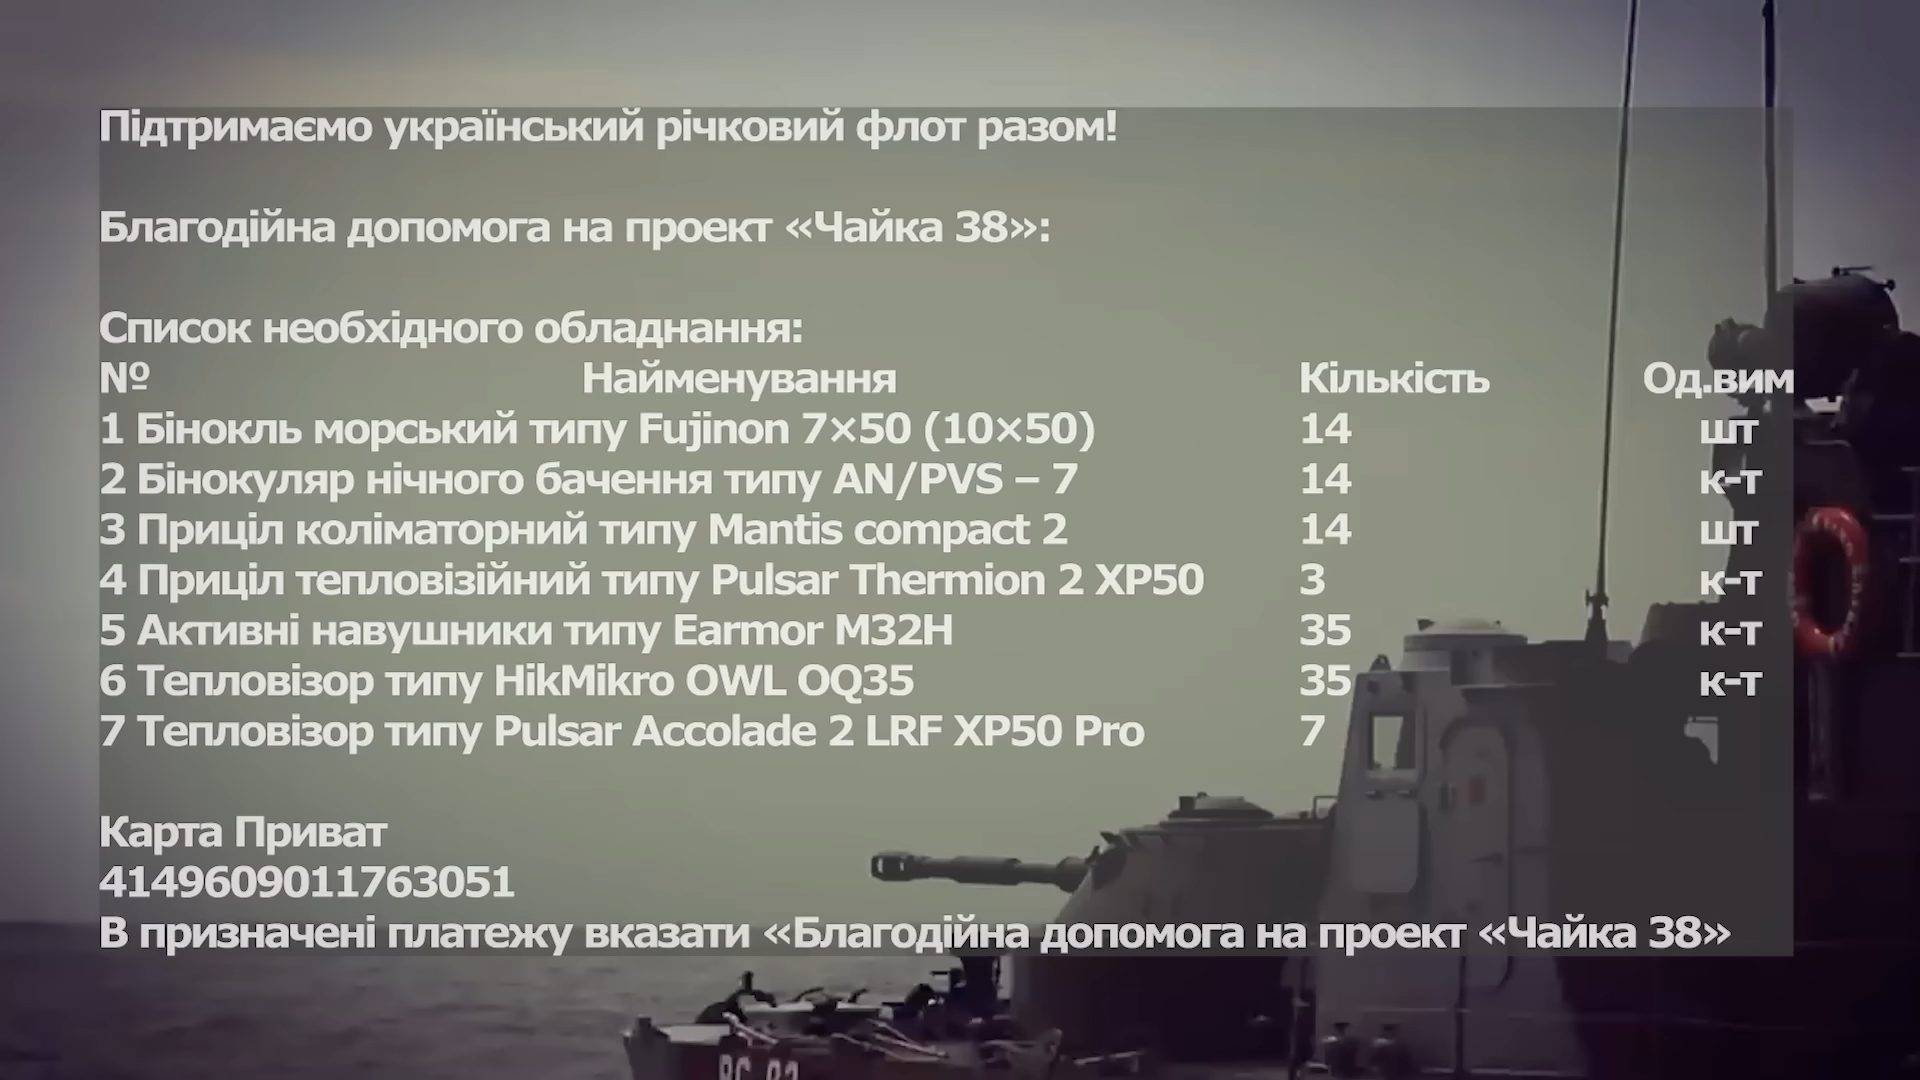 Підтримаємо український річковий флот разом!
Благодійна допомога на проект «Чайка 38»:
Список необхідного обладнання:
№ Найменування Кількість Од.вим
1 Бінокль морський типу Fujinon 7×50 (10×50) 14 шт
2 Бінокуляр нічного бачення типу AN/PVS – 7 14 к-т
3 Приціл коліматорний типу Mantis compact 2 14 шт
4 Приціл тепловізійний типу Pulsar Thermion 2 XP50 3 к-т
5 Активні навушники типу Earmor M32H 35 к-т
6 Тепловізор типу HikMikro OWL OQ35 35 к-т
7 Тепловізор типу Pulsar Accolade 2 LRF XP50 Pro 7
Карта Приват
4149609011763051
В призначені платежу вказати «Благодійна допомога на проект «Чайка 38»